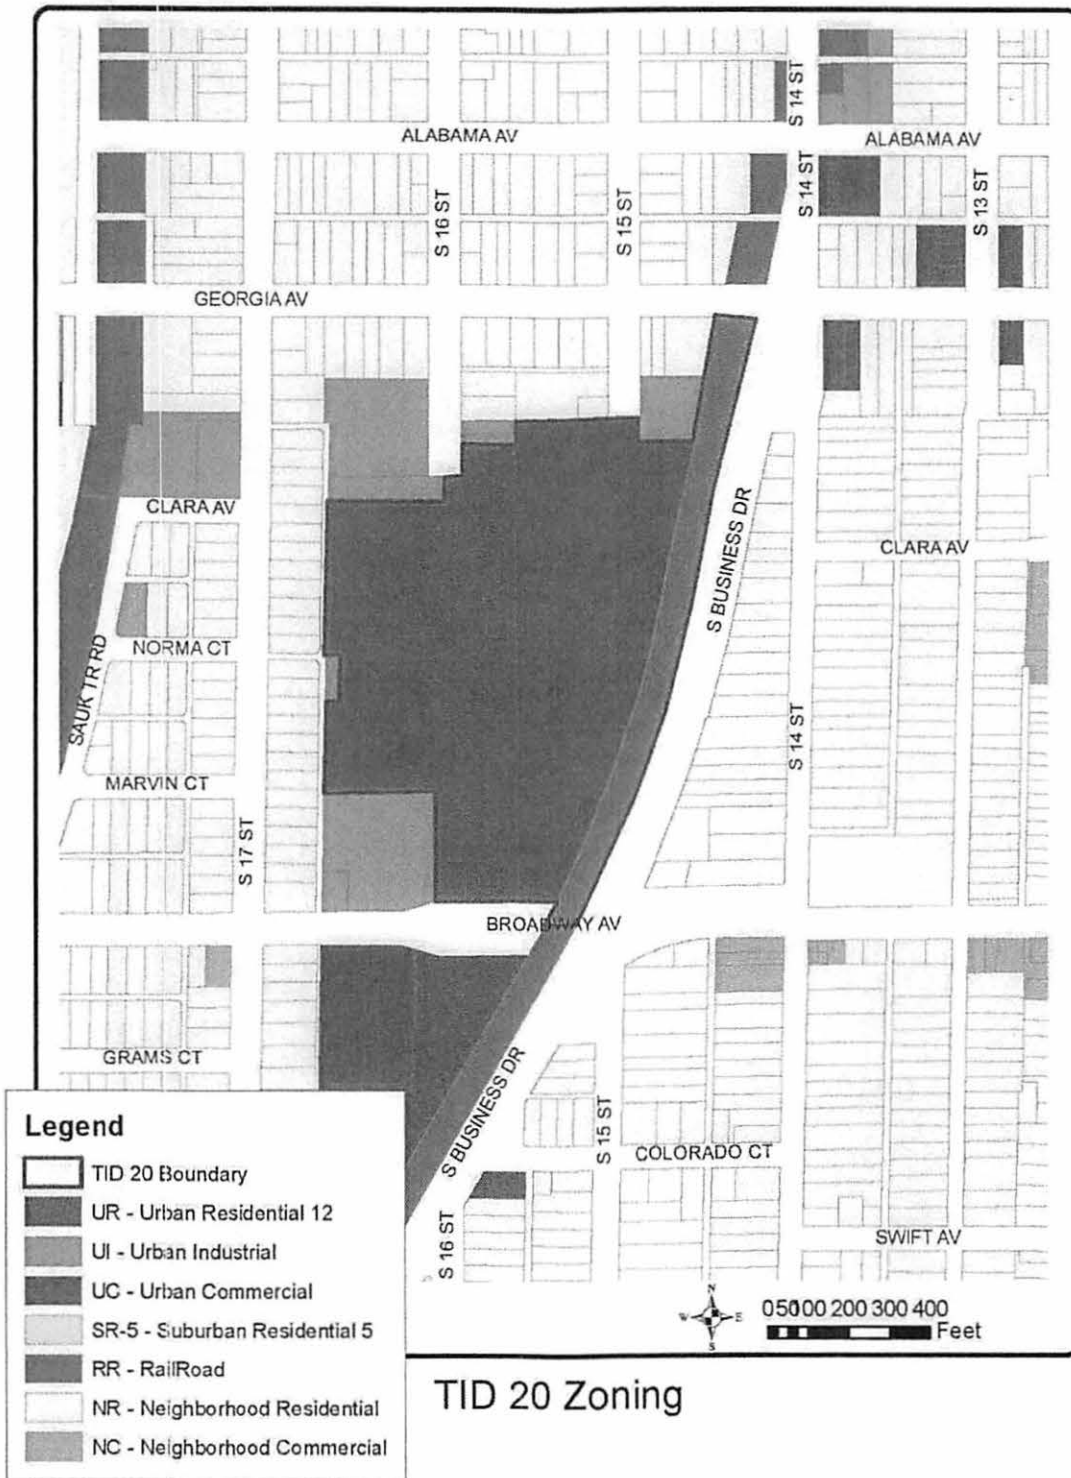 S 14 ST
ALABAMA AV
ALABAMA AV
S 16 ST
S 15 ST
S 14 ST
S 13 ST
GEORGIA AV
CLARA AV
S BUSINESS DR
CLARA AV
NORMA CT
SAUK TR RD
S 14 ST
MARVIN CT
S 17 ST
BROADWAY AV
GRAMS CT
S BUSINESS DR
S 15 ST
COLORADO CT
S 16 ST
SWIFT AV
N
W E
S
0 50 100 200 300 400
Feet
Legend
TID 20 Boundary
UR - Urban Residential 12
UI - Urban Industrial
UC - Urban Commercial
SR-5 - Suburban Residential 5
RR - RailRoad
NR - Neighborhood Residential
NC - Neighborhood Commercial
TID 20 Zoning